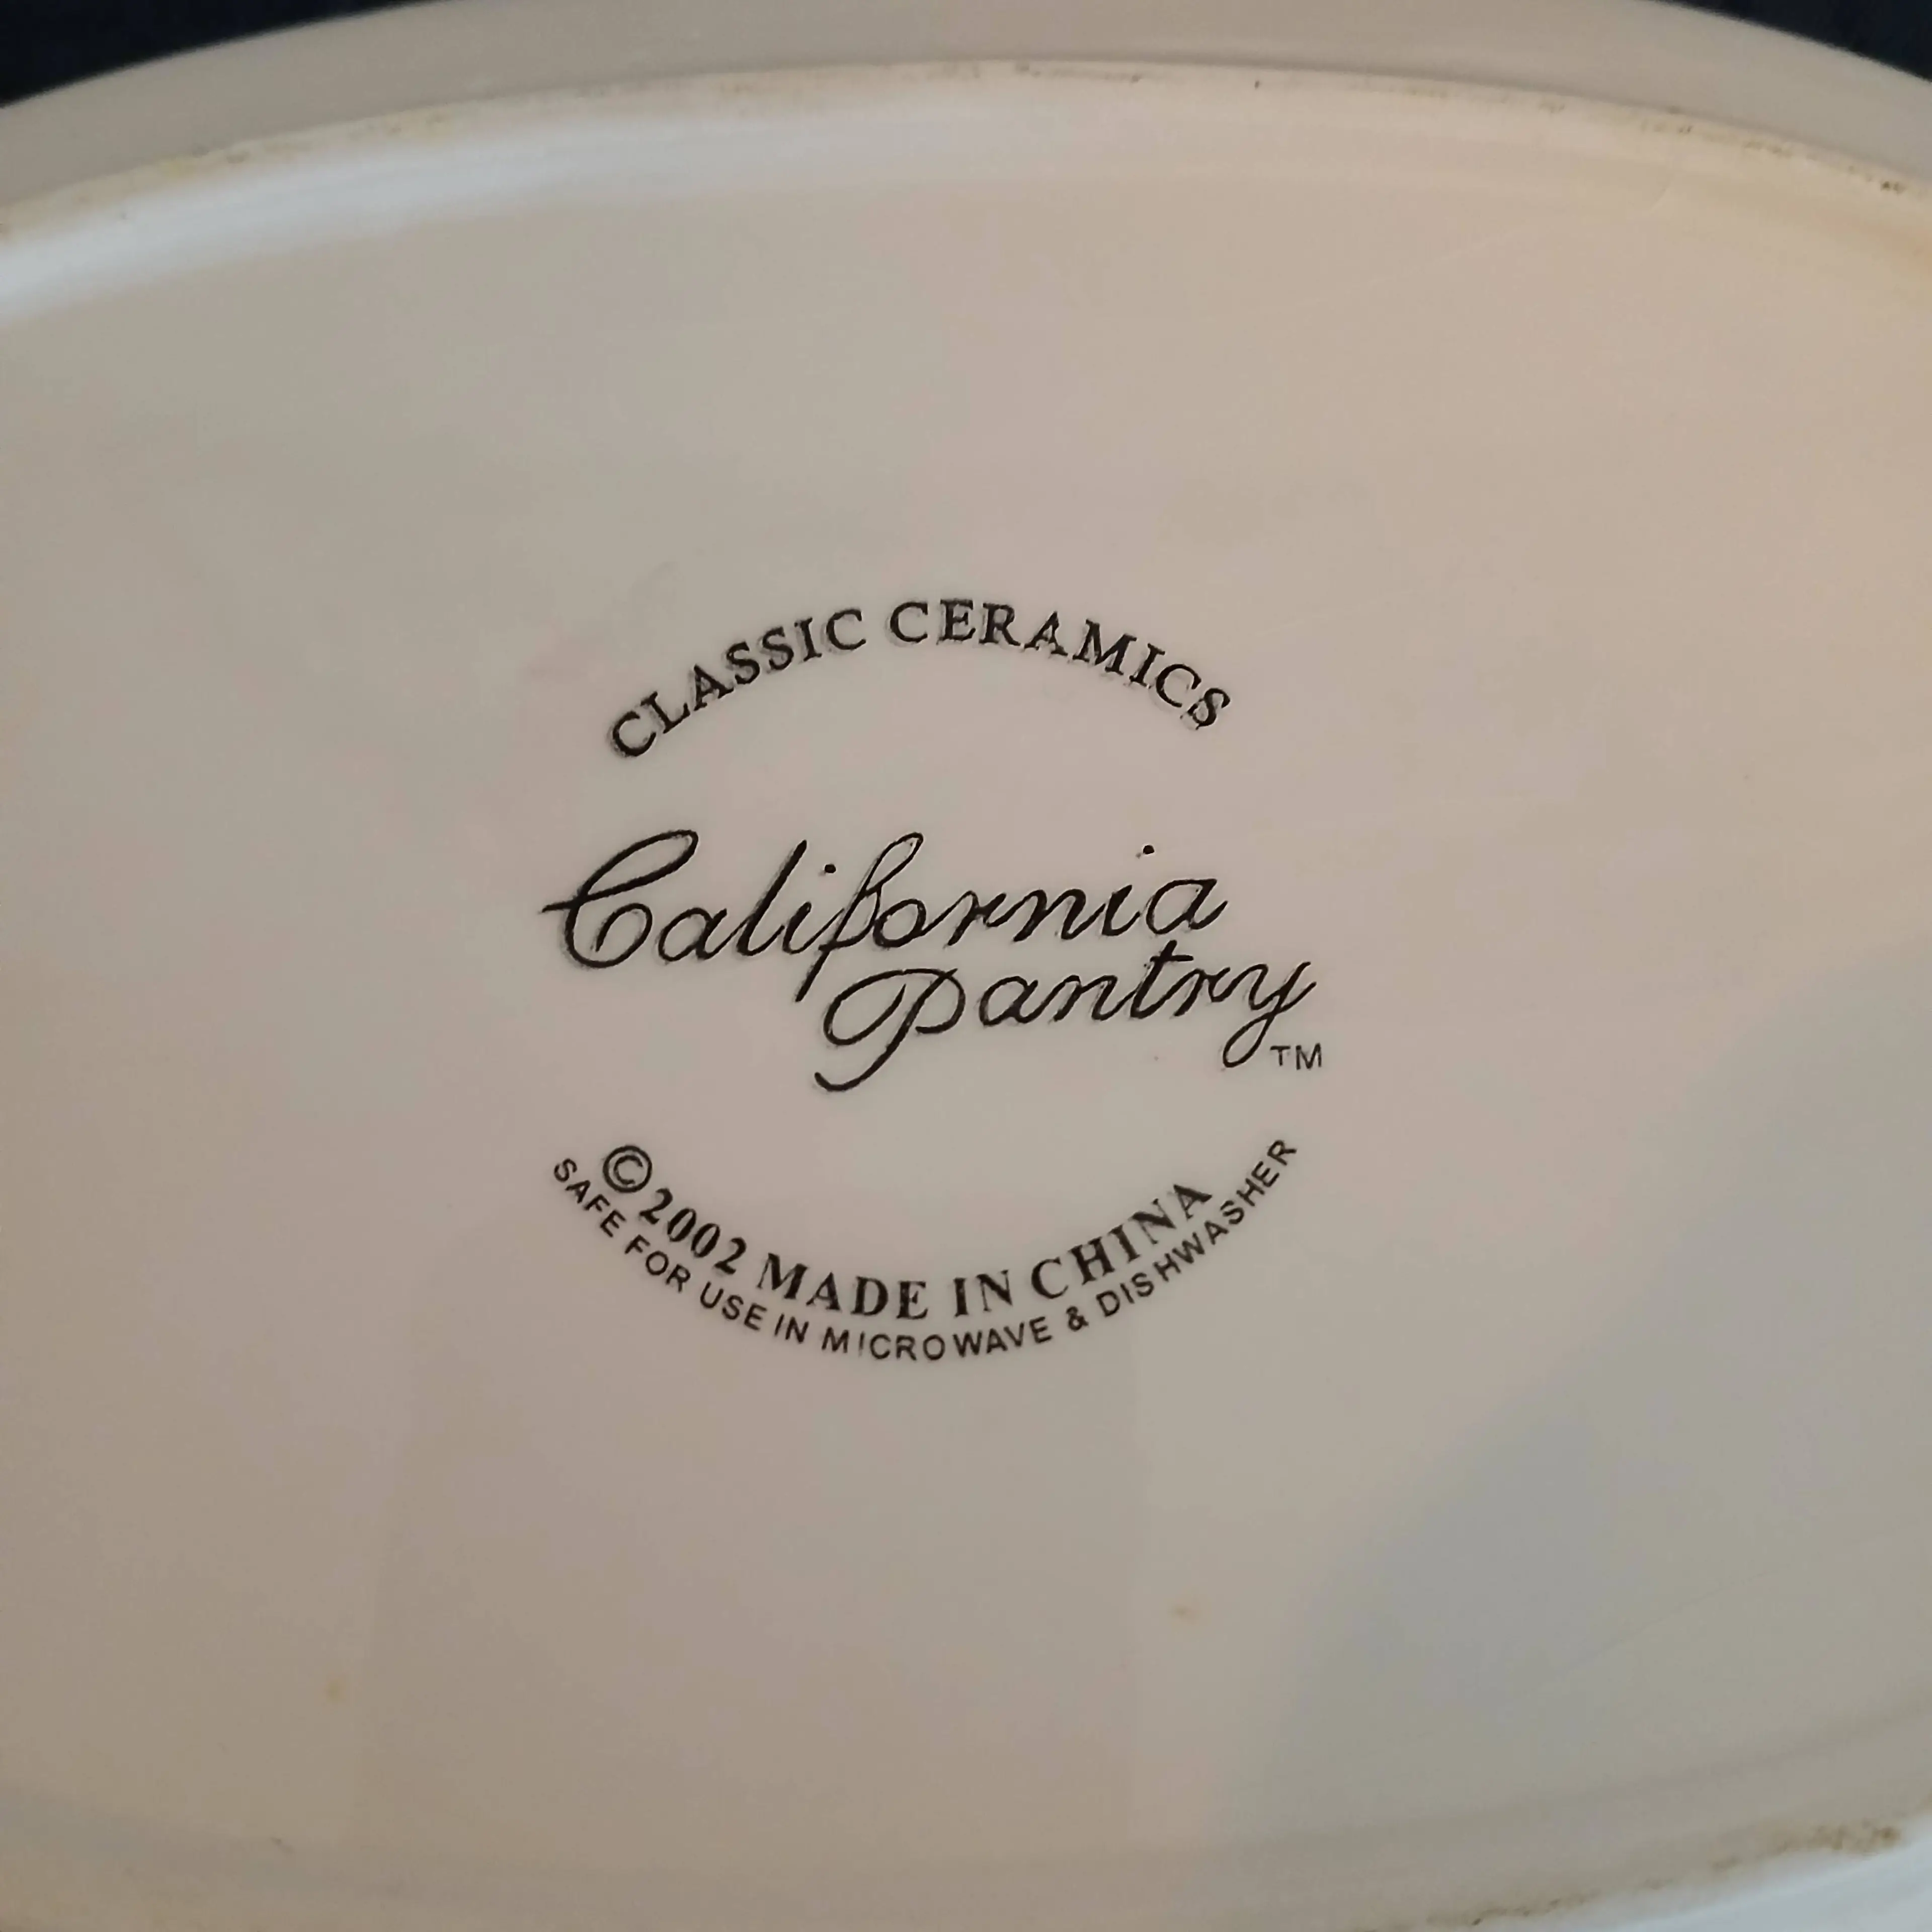 CLASSIC CERAMICS
California
Pantry
TM
©2002 MADE IN CHINA
SAFE FOR USE IN MICROWAVE & DISHWASHER